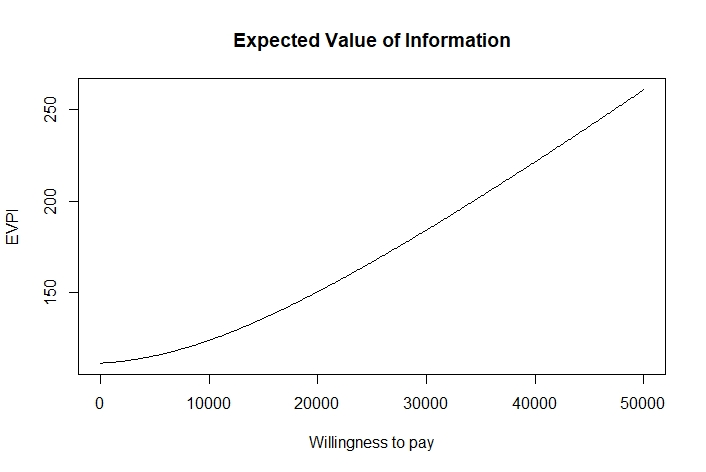 Expected Value of Information
250
200
150
EVPI
0 10000 20000 30000 40000 50000
Willingness to pay